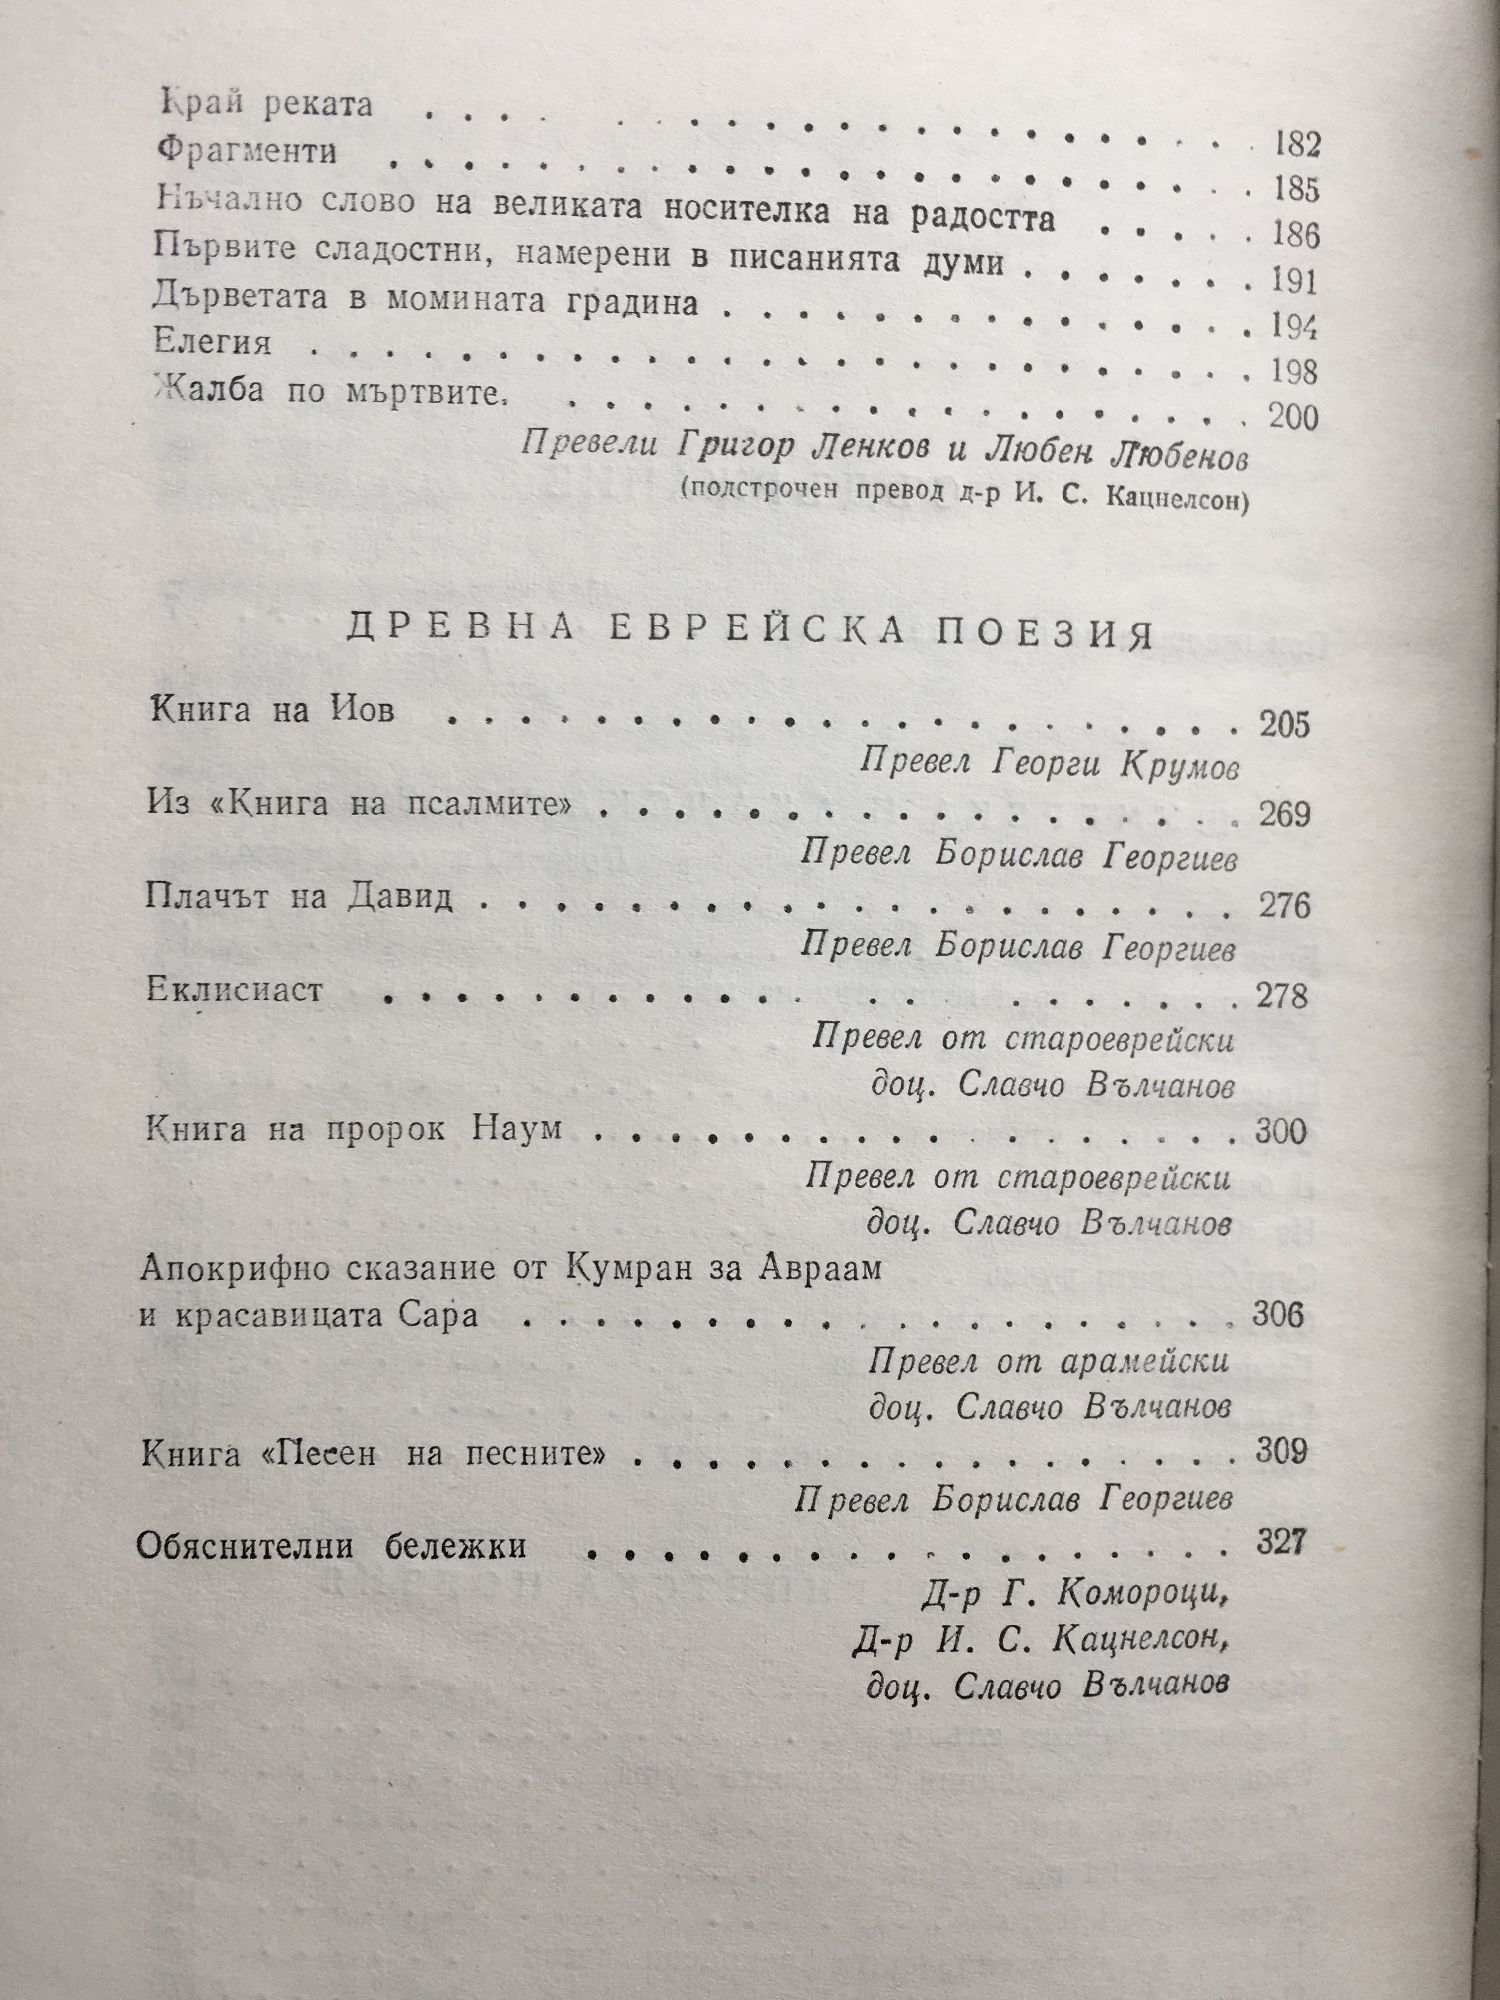 Край реката . . . . . . . . . . . . . . . . . . . . 182
Фрагменти . . . . . . . . . . . . . . . . . . . . . 185
Нъчално слово на великата носителка на радостта . . . . . 186
Първите сладостни, намерени в писанията думи . . . . . . . 191
Дърветата в момината градина . . . . . . . . . . . . . . . 194
Елегия . . . . . . . . . . . . . . . . . . . . . . . . . . 198
Жалба по мъртвите. . . . . . . . . . . . . . . . . . . . 200
Превели Григор Ленков и Любен Любенов
(подстрочен превод д-р И. С. Кацнелсон)
ДРЕВНА ЕВРЕЙСКА ПОЕЗИЯ
Книга на Иов . . . . . . . . . . . . . . . . . . . . . . 205
Превел Георги Крумов
Из «Книга на псалмите» . . . . . . . . . . . . . . . . . . 269
Превел Борислав Георгиев
Плачът на Давид . . . . . . . . . . . . . . . . . . . . . 276
Превел Борислав Георгиев
Еклисиаст . . . . . . . . . . . . . . . . . . . . . 278
Превел от староеврейски
доц. Славчо Вълчанов
Книга на пророк Наум . . . . . . . . . . . . . . . . . . 300
Превел от староеврейски
доц. Славчо Вълчанов
Апокрифно сказание от Кумран за Авраам
и красавицата Сара . . . . . . . . . . . . . . . . . . . . 306
Превел от арамейски
доц. Славчо Вълчанов
Книга «Песен на песните» . . . . . . . . . . . . . . . . . 309
Превел Борислав Георгиев
Обяснителни бележки . . . . . . . . . . . . . . . . . . 327
Д-р Г. Комороци,
Д-р И. С. Кацнелсон,
доц. Славчо Вълчанов